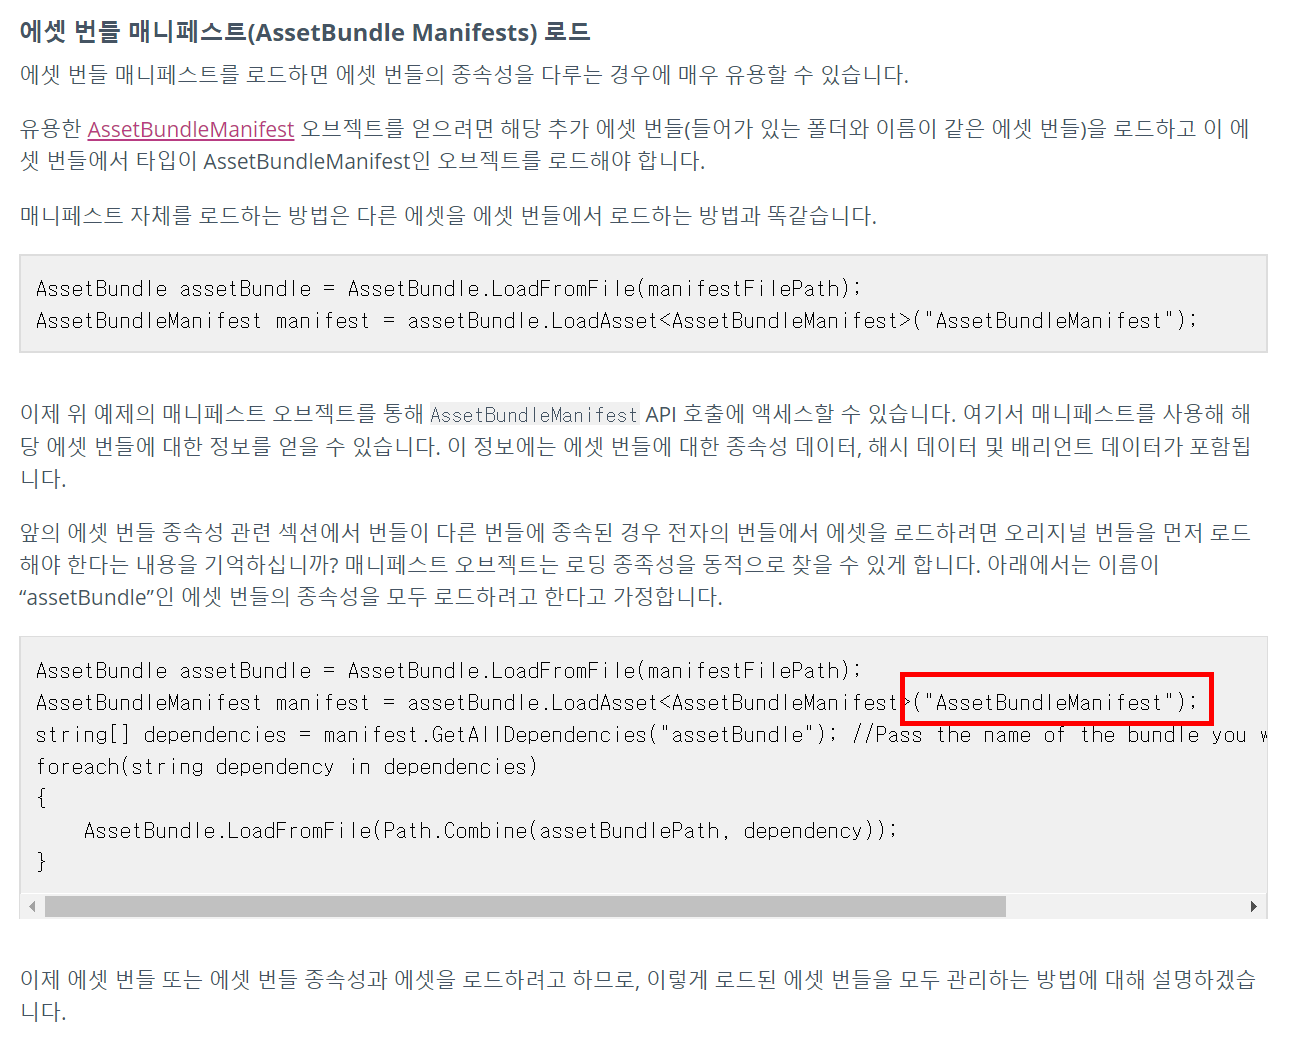 에셋 번들 매니페스트(AssetBundle Manifests) 로드
에셋 번들 매니페스트를 로드하면 에셋 번들의 종속성을 다루는 경우에 매우 유용할 수 있습니다.
유용한 AssetBundleManifest 오브젝트를 얻으려면 해당 추가 에셋 번들(들어가 있는 폴더와 이름이 같은 에셋 번들)을 로드하고 이 에
셋 번들에서 타입이 AssetBundleManifest인 오브젝트를 로드해야 합니다.
매니페스트 자체를 로드하는 방법은 다른 에셋을 에셋 번들에서 로드하는 방법과 똑같습니다.
AssetBundle assetBundle = AssetBundle.LoadFromFile(manifestFilePath);
AssetBundleManifest manifest = assetBundle.LoadAsset<AssetBundleManifest>("AssetBundleManifest");
이제 위 예제의 매니페스트 오브젝트를 통해 AssetBundleManifest API 호출에 액세스할 수 있습니다. 여기서 매니페스트를 사용해 해
당 에셋 번들에 대한 정보를 얻을 수 있습니다. 이 정보에는 에셋 번들에 대한 종속성 데이터, 해시 데이터 및 배리언트 데이터가 포함됩
니다.
앞의 에셋 번들 종속성 관련 섹션에서 번들이 다른 번들에 종속된 경우 전자의 번들에서 에셋을 로드하려면 오리지널 번들을 먼저 로드
해야 한다는 내용을 기억하십니까? 매니페스트 오브젝트는 로딩 종족성을 동적으로 찾을 수 있게 합니다. 아래에서는 이름이
“assetBundle”인 에셋 번들의 종속성을 모두 로드하려고 한다고 가정합니다.
AssetBundle assetBundle = AssetBundle.LoadFromFile(manifestFilePath);
AssetBundleManifest manifest = assetBundle.LoadAsset<AssetBundleManifest>("AssetBundleManifest");
string[] dependencies = manifest.GetAllDependencies("assetBundle"); //Pass the name of the bundle you
foreach(string dependency in dependencies)
{
    AssetBundle.LoadFromFile(Path.Combine(assetBundlePath, dependency));
}
이제 에셋 번들 또는 에셋 번들 종속성과 에셋을 로드하려고 하므로, 이렇게 로드된 에셋 번들을 모두 관리하는 방법에 대해 설명하겠습
니다.